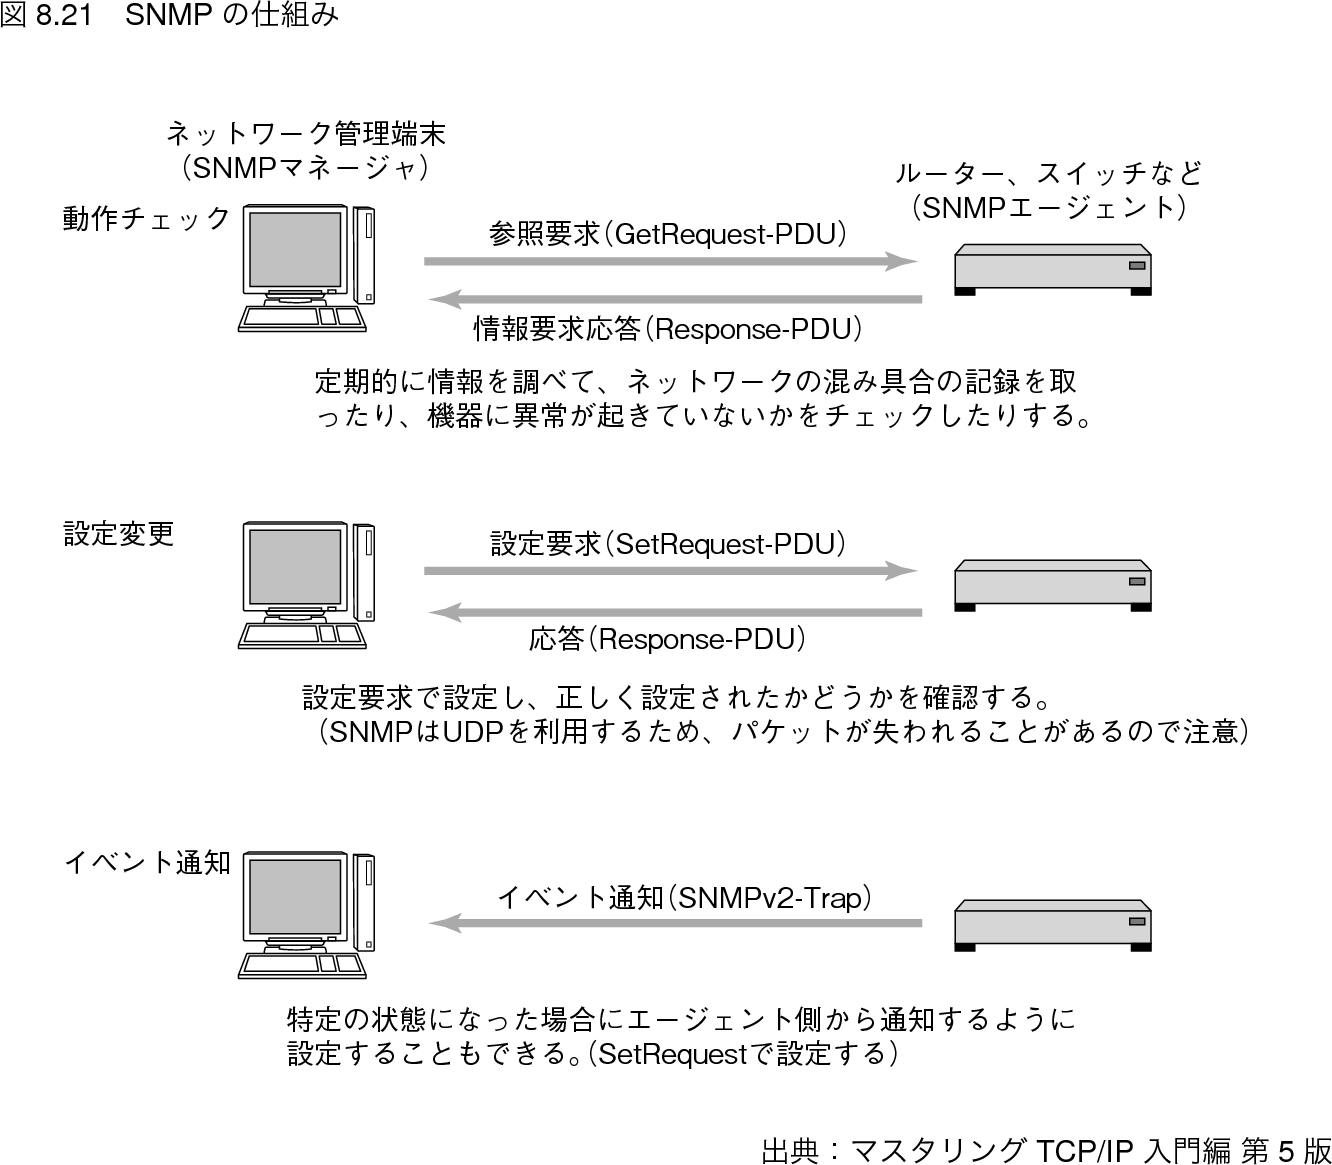 図 8.21 SNMP の仕組み
ネットワーク管理端末
(SNMPマネージャ)
ルーター、スイッチなど
(SNMPエージェント)
動作チェック
参照要求(GetRequest-PDU)
情報要求応答(Response-PDU)
定期的に情報を調べて、ネットワークの混み具合の記録を取
ったり、機器に異常が起きていないかをチェックしたりする。
設定変更
設定要求(SetRequest-PDU)
応答(Response-PDU)
設定要求で設定し、正しく設定されたかどうかを確認する。
(SNMPはUDPを利用するため、パケットが失われることがあるので注意)
イベント通知
イベント通知(SNMPv2-Trap)
特定の状態になった場合にエージェント側から通知するように
設定することもできる。(SetRequestで設定する)
出典：マスタリング TCP/IP 入門編 第 5 版